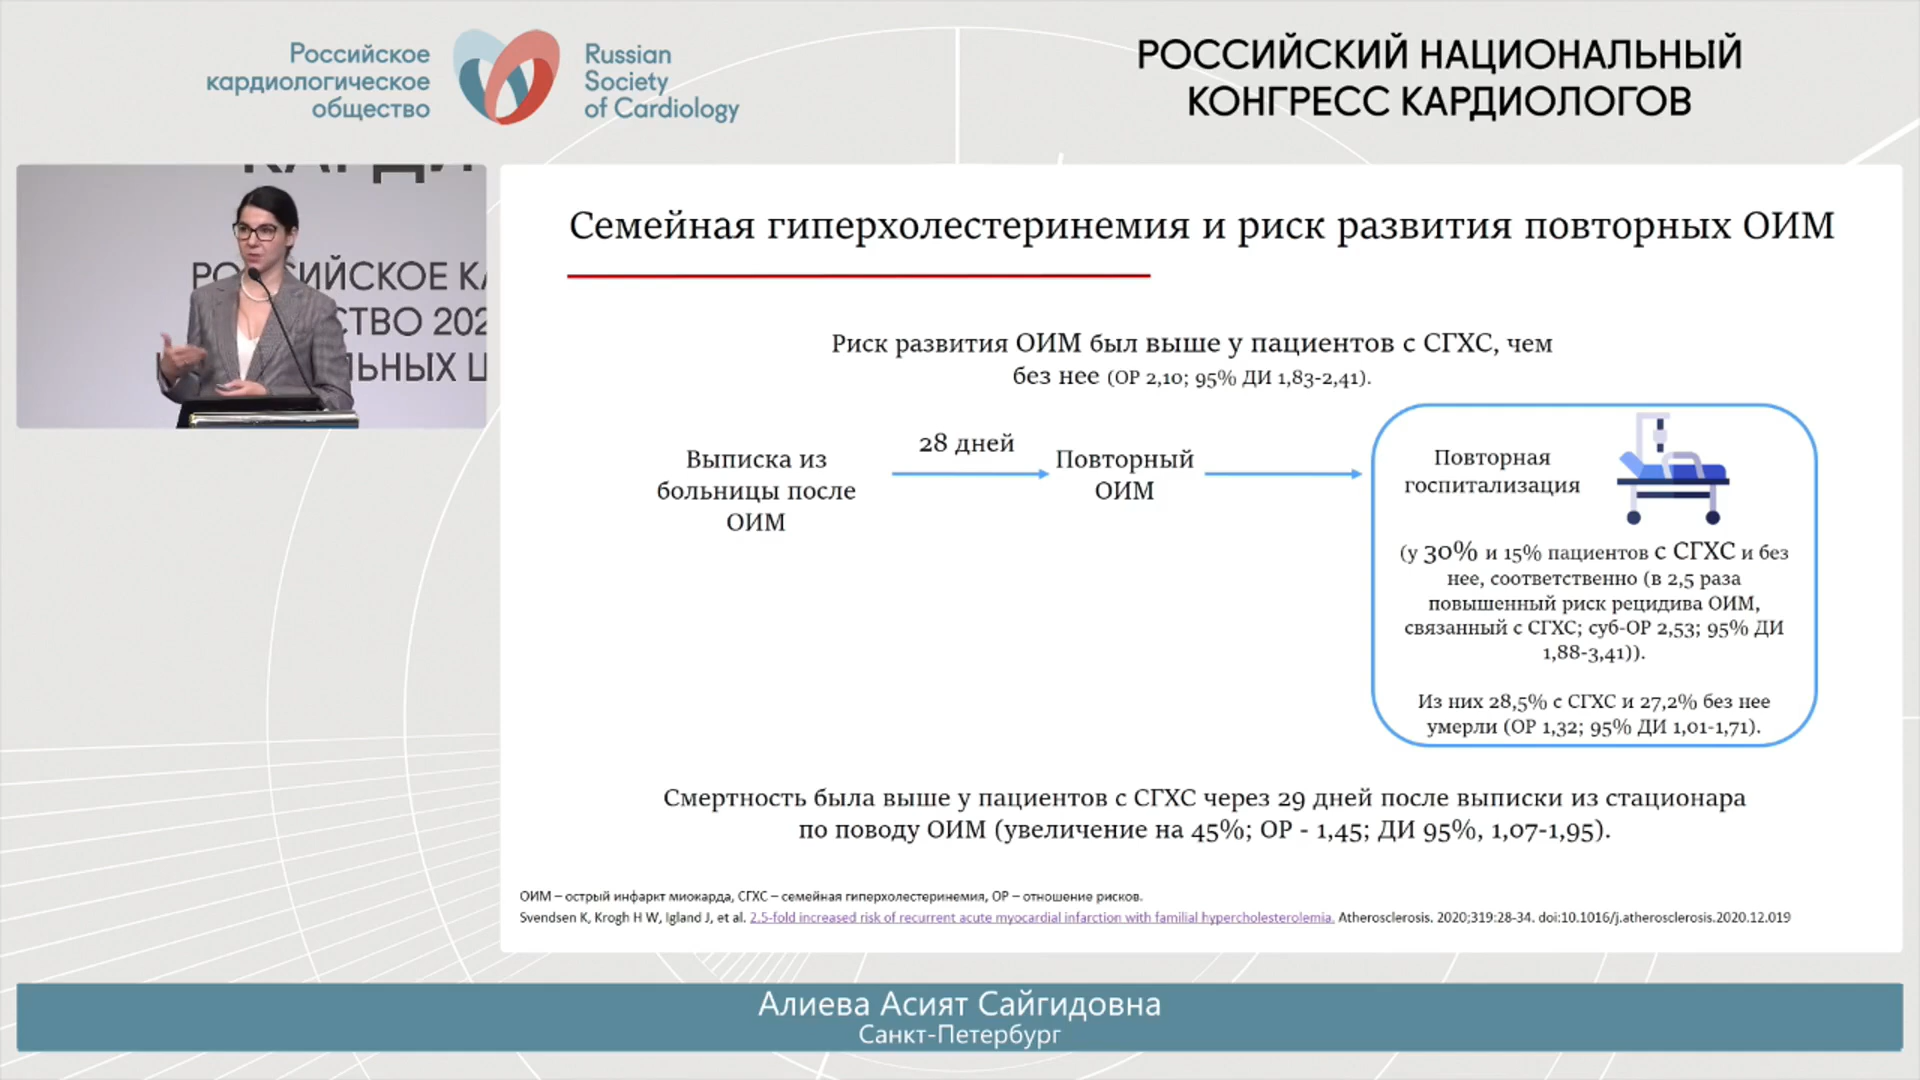 Российское
кардиологическое
общество
Russian
Society
of Cardiology
РОССИЙСКИЙ НАЦИОНАЛЬНЫЙ
КОНГРЕСС КАРДИОЛОГОВ
Семейная гиперхолестеринемия и риск развития повторных ОИМ
Риск развития ОИМ был выше у пациентов с СГХС, чем
без нее (ОР 2,10; 95% ДИ 1,83-2,41).
Выписка из
больницы после
ОИМ
28 дней
Повторный
ОИМ
Повторная
госпитализация
(у 30% и 15% пациентов с СГХС и без
нее, соответственно (в 2,5 раза
повышенный риск рецидива ОИМ,
связанный с СГХС; суб-ОР 2,53; 95% ДИ
1,88-3,41)).
Из них 28,5% с СГХС и 27,2% без нее
умерли (ОР 1,32; 95% ДИ 1,01-1,71).
Смертность была выше у пациентов с СГХС через 29 дней после выписки из стационара
по поводу ОИМ (увеличение на 45%; ОР - 1,45; ДИ 95%, 1,07-1,95).
ОИМ – острый инфаркт миокарда, СГХС – семейная гиперхолестеринемия, ОР – отношение рисков.
Svendsen K, Krogh H W, Igland J, et al. 2.5-fold increased risk of recurrent acute myocardial infarction with familial hypercholesterolemia. Atherosclerosis. 2020;319:28-34. doi:10.1016/j.atherosclerosis.2020.12.019
Алиева Асият Сайгидовна
Санкт-Петербург